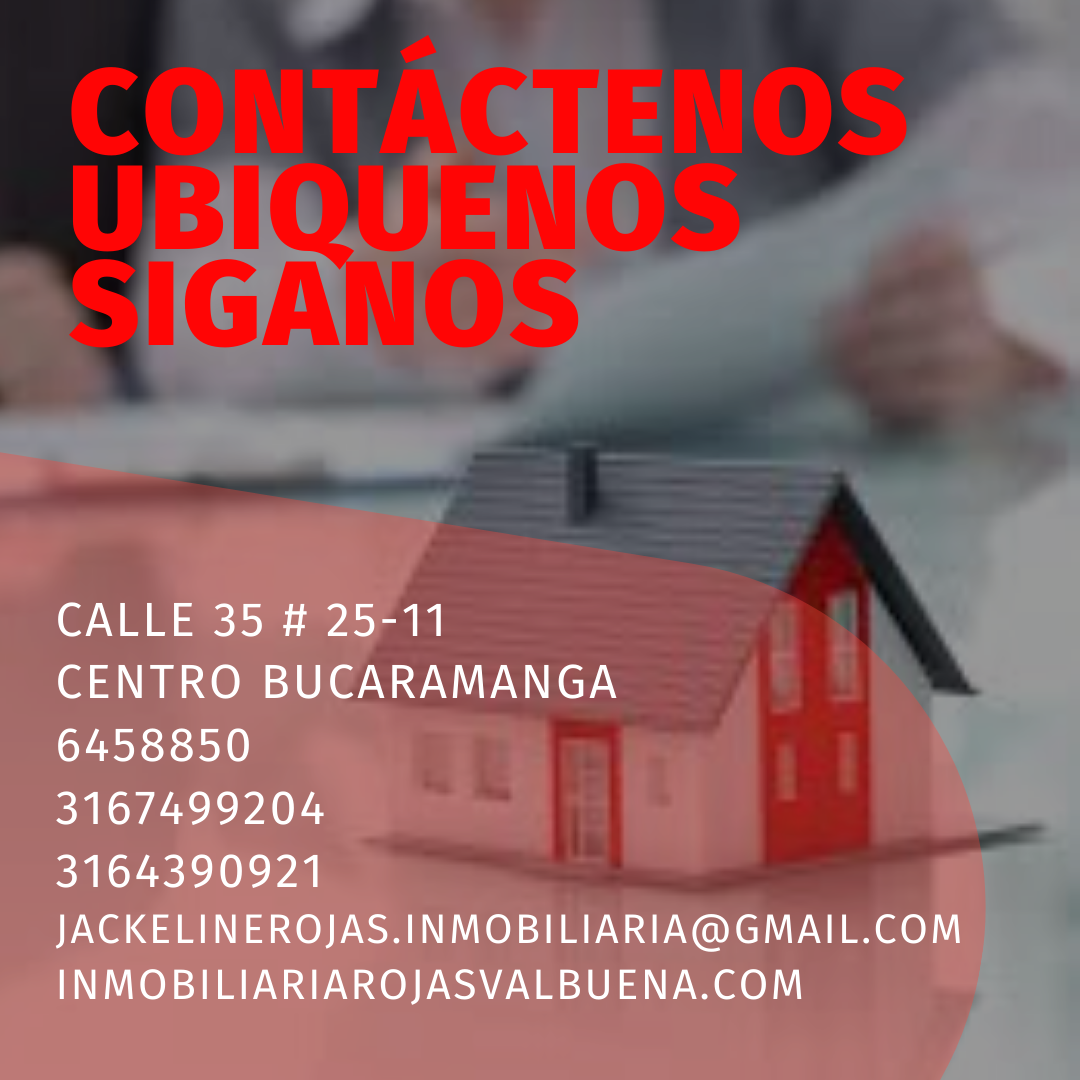 CONTÁCTENOS
UBIQUENOS
SIGANOS
CALLE 35 # 25-11
CENTRO BUCARAMANGA
6458850
3167499204
3164390921
JACKELINEROJAS.INMOBILIARIA@GMAIL.COM
INMOBILIARIAROJASVALBUENA.COM